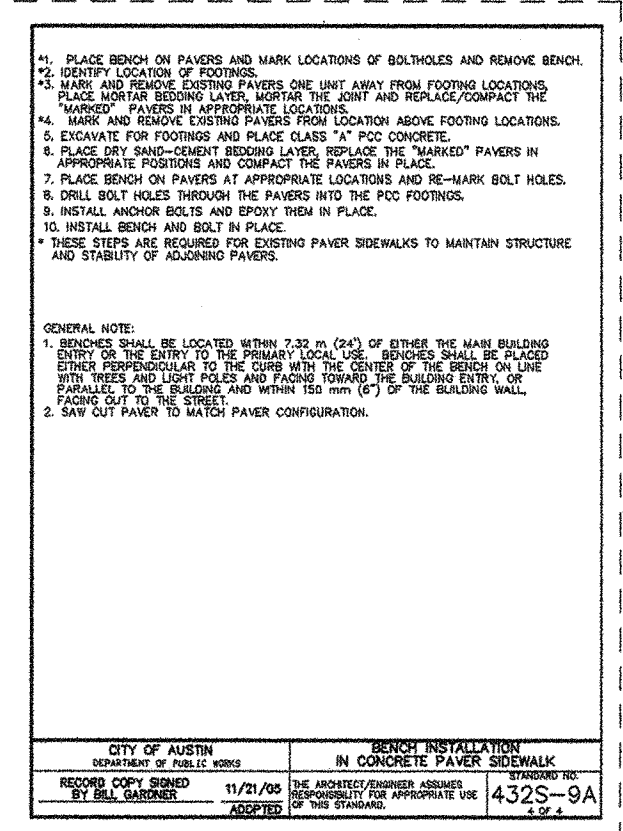 *1. PLACE BENCH ON PAVERS AND MARK LOCATIONS OF BOLTHOLES AND REMOVE BENCH.
*2. IDENTIFY LOCATION OF FOOTINGS.
*3. MARK AND REMOVE EXISTING PAVERS ONE UNIT AWAY FROM FOOTING LOCATIONS,
PLACE MORTAR BEDDING LAYER, MORTAR THE JOINT AND REPLACE/COMPACT THE
"MARKED" PAVERS IN APPROPRIATE LOCATIONS.
*4. MARK AND REMOVE EXISTING PAVERS FROM LOCATION ABOVE FOOTING LOCATIONS.
5. EXCAVATE FOR FOOTINGS AND PLACE CLASS "A" PCC CONCRETE.
6. PLACE DRY SAND-CEMENT BEDDING LAYER, REPLACE THE "MARKED" PAVERS IN
APPROPRIATE POSITIONS AND COMPACT THE PAVERS IN PLACE.
7. PLACE BENCH ON PAVERS AT APPROPRIATE LOCATIONS AND RE-MARK BOLT HOLES.
8. DRILL BOLT HOLES THROUGH THE PAVERS INTO THE PCC FOOTINGS.
9. INSTALL ANCHOR BOLTS AND EPOXY THEM IN PLACE.
10. INSTALL BENCH AND BOLT IN PLACE.
* THESE STEPS ARE REQUIRED FOR EXISTING PAVER SIDEWALKS TO MAINTAIN STRUCTURE
AND STABILITY OF ADJOINING PAVERS.
GENERAL NOTE:
1. BENCHES SHALL BE LOCATED WITHIN 7.32 m (24') OF EITHER THE MAIN BUILDING
ENTRY OR THE ENTRY TO THE PRIMARY LOCAL USE. BENCHES SHALL BE PLACED
EITHER PERPENDICULAR TO THE CURB WITH THE CENTER OF THE BENCH ON LINE
WITH TREES AND LIGHT POLES AND FACING TOWARD THE BUILDING ENTRY, OR
PARALLEL TO THE BUILDING AND WITHIN 150 mm (6") OF THE BUILDING WALL,
FACING OUT TO THE STREET.
2. SAW CUT PAVER TO MATCH PAVER CONFIGURATION.
CITY OF AUSTIN
DEPARTMENT OF PUBLIC WORKS
BENCH INSTALLATION
IN CONCRETE PAVER SIDEWALK
RECORD COPY SIGNED
BY BILL GARDNER
11/21/05
ADOPTED
THE ARCHITECT/ENGINEER ASSUMES
RESPONSIBILITY FOR APPROPRIATE USE
OF THIS STANDARD.
STANDARD NO.
432S-9A
4 OF 4